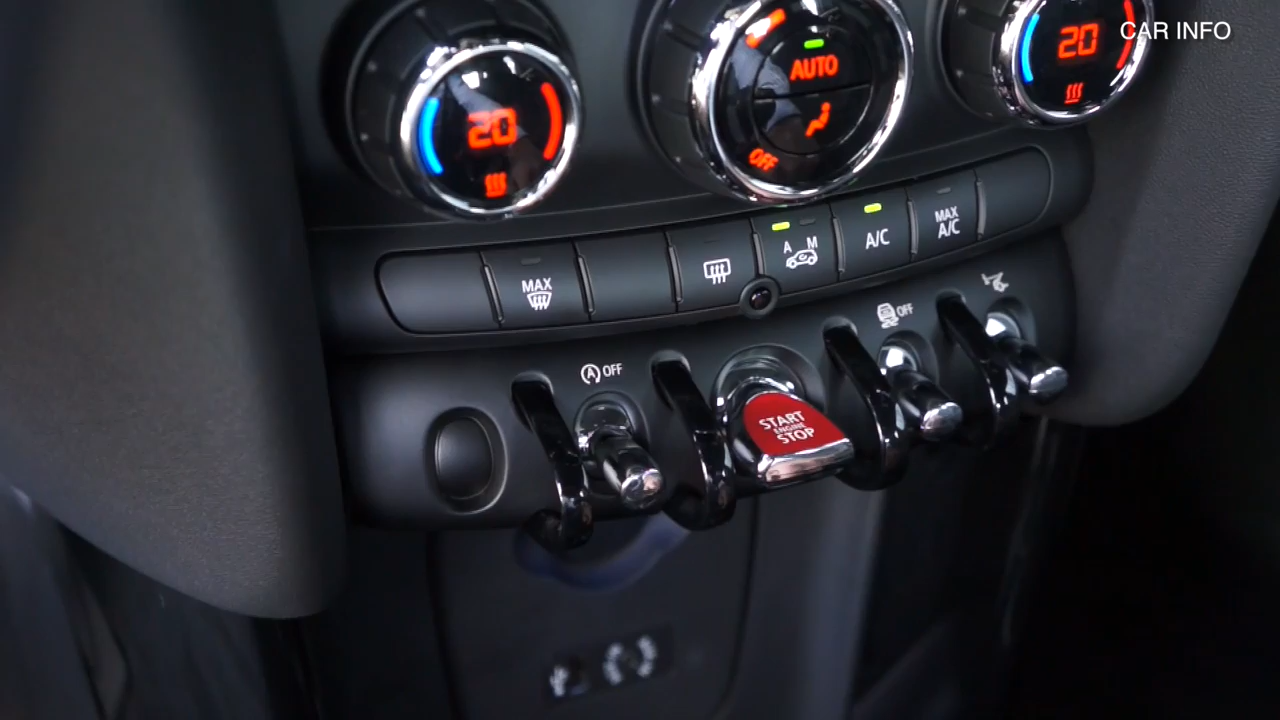 CAR INFO
20
AUTO
OFF
20
MAX
A M
A/C
MAX
A/C
OFF
OFF
START
ENGINE
STOP